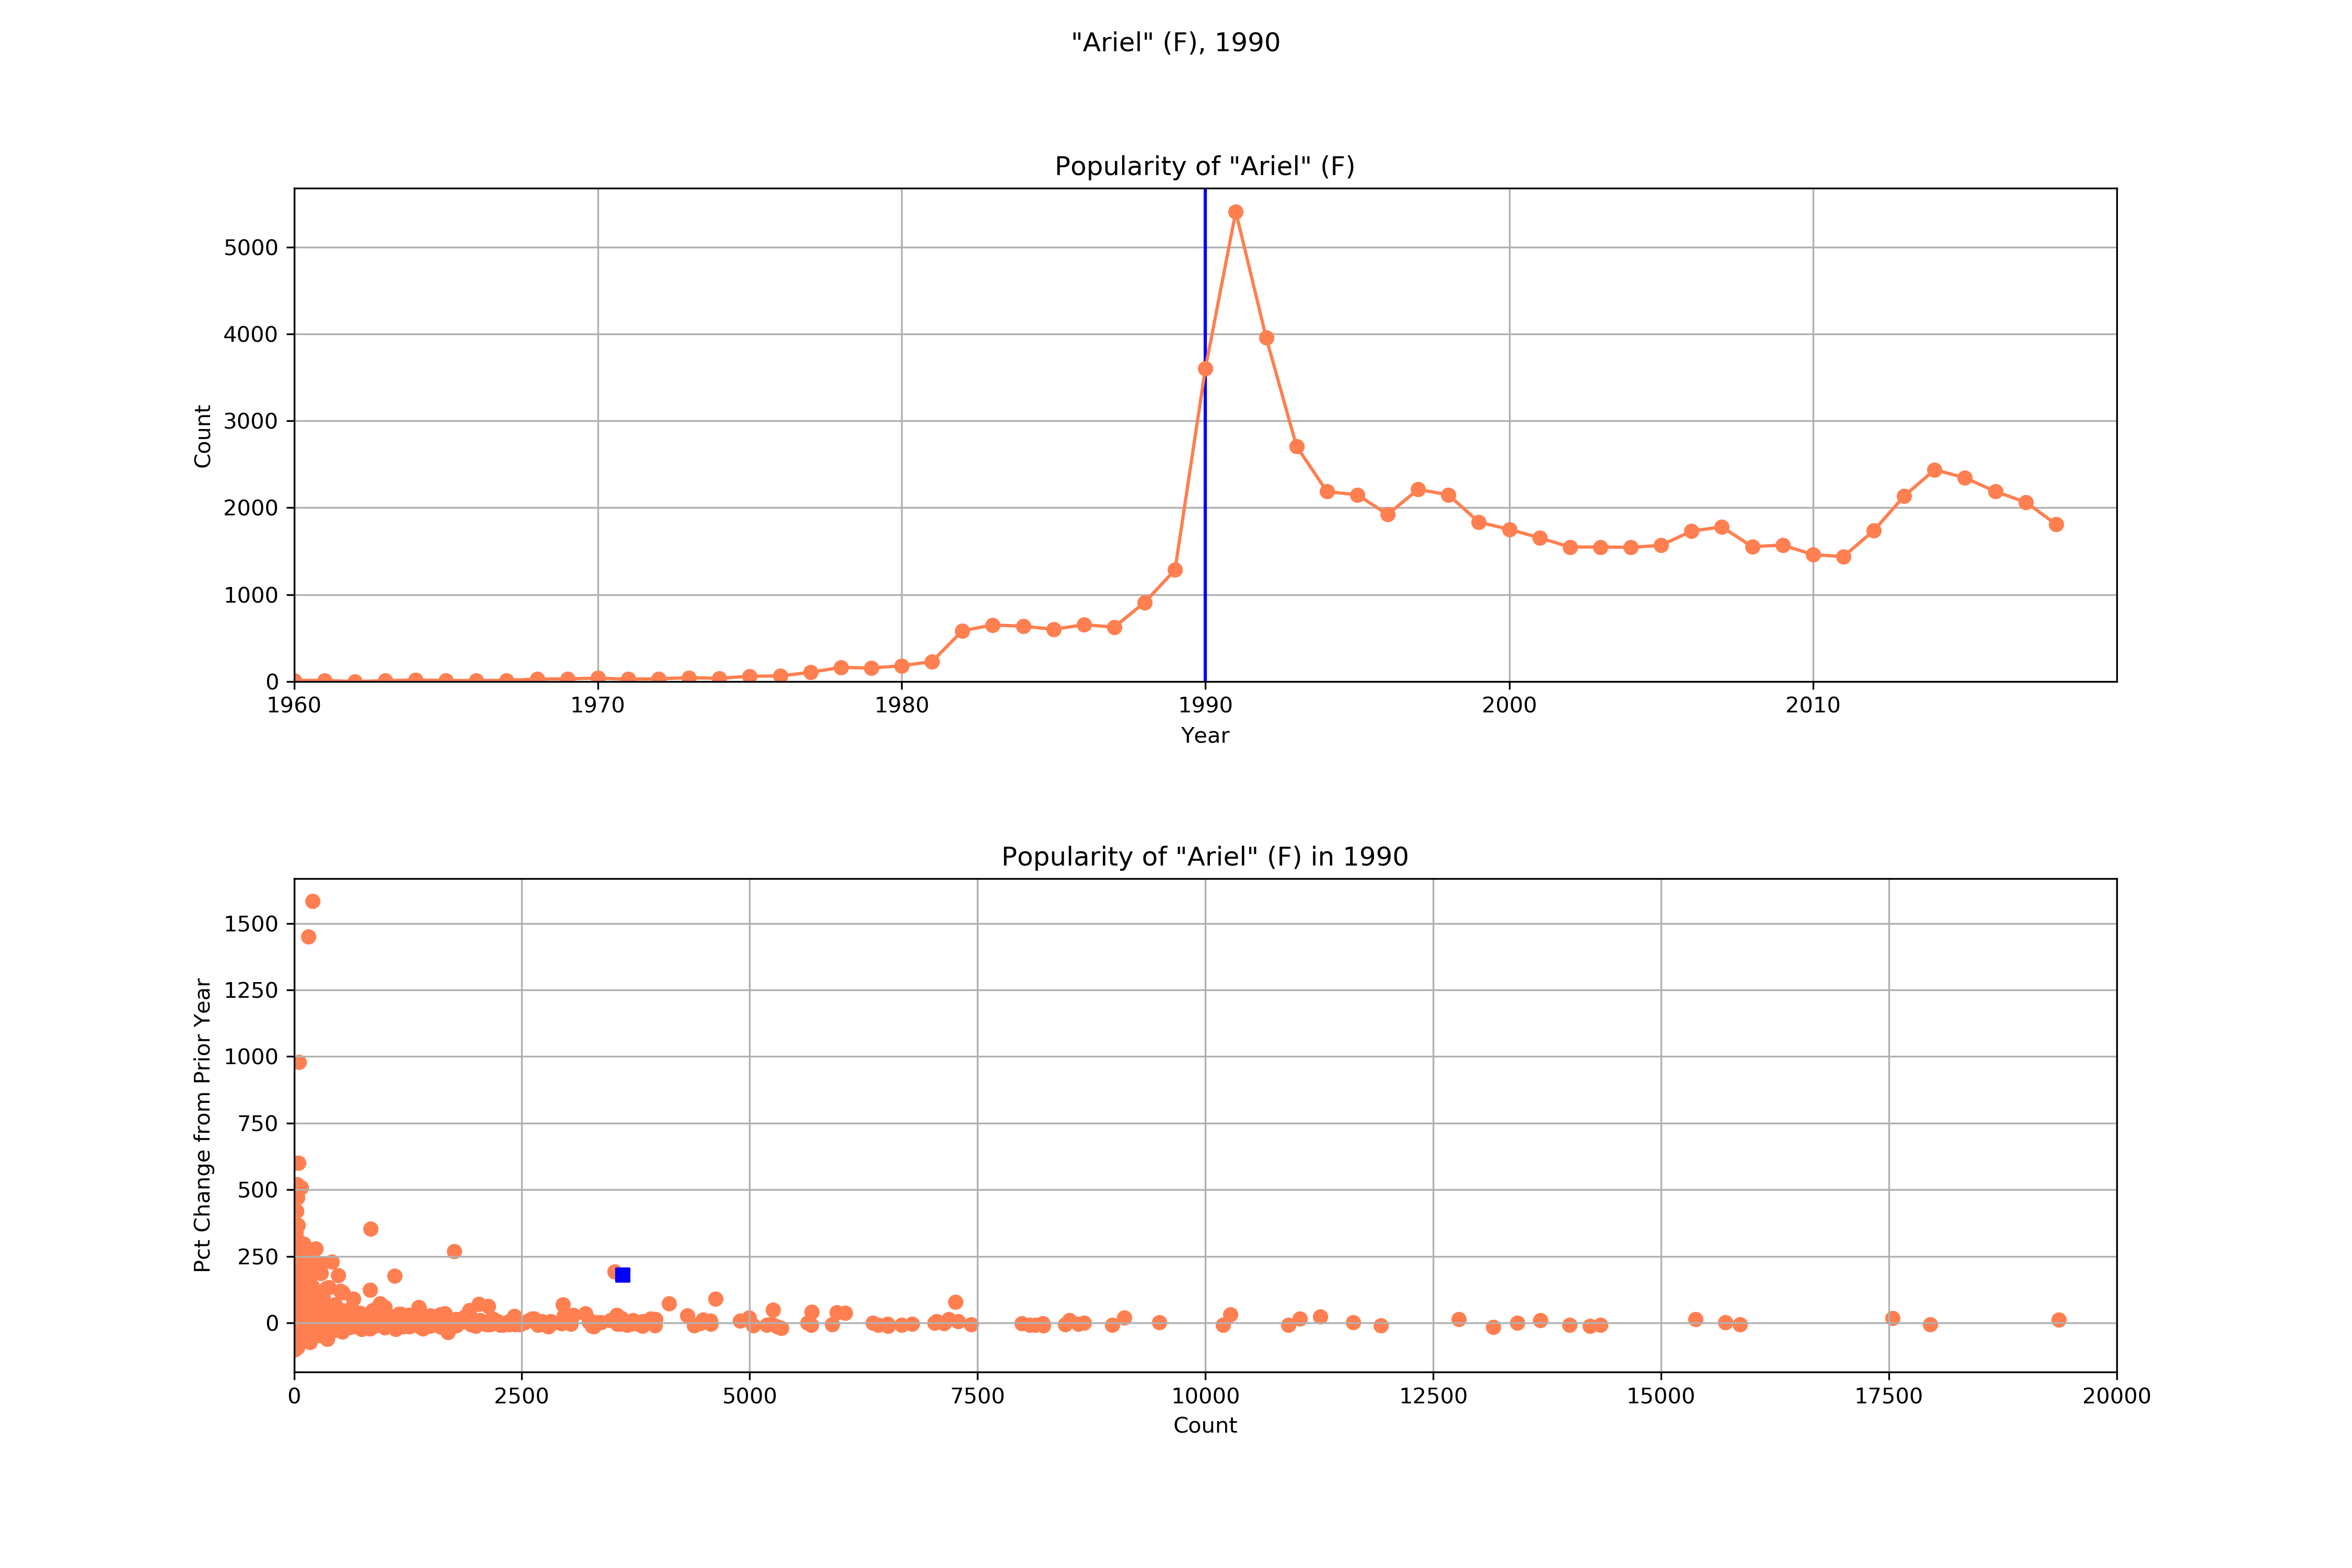 "Ariel" (F), 1990
Popularity of "Ariel" (F)
5000
4000
3000
2000
1000
0
Count
1960 1970 1980 1990 2000 2010
Year
Popularity of "Ariel" (F) in 1990
1500
1250
1000
750
500
250
0
Pct Change from Prior Year
0 2500 5000 7500 10000 12500 15000 17500 20000
Count